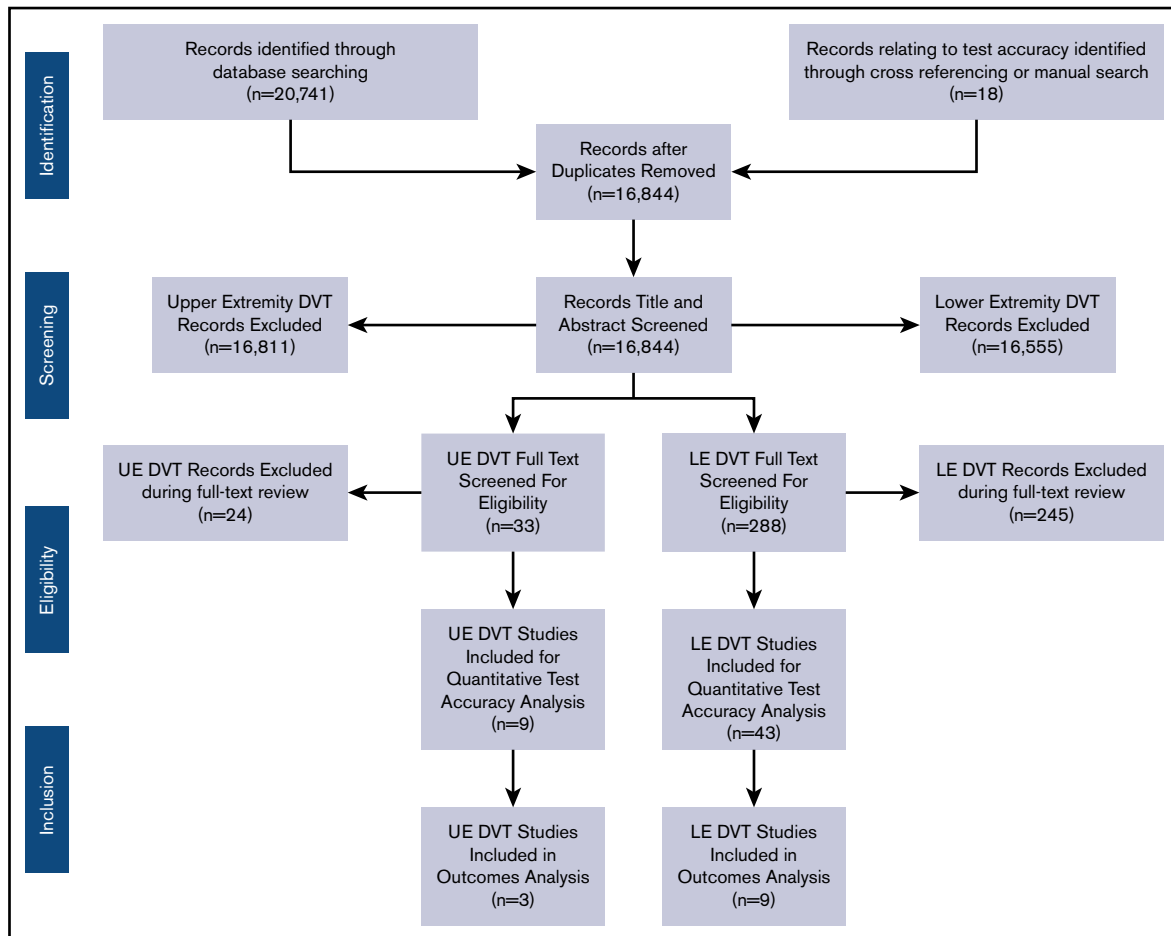 Identification
Records identified through
database searching
(n=20,741)
Records relating to test accuracy identified
through cross referencing or manual search
(n=18)
Records after
Duplicates Removed
(n=16,844)
Screening
Upper Extremity DVT
Records Excluded
(n=16,811)
Records Title and
Abstract Screened
(n=16,844)
Lower Extremity DVT
Records Excluded
(n=16,555)
Eligibility
UE DVT Records Excluded
during full-text review
(n=24)
UE DVT Full Text
Screened For
Eligibility
(n=33)
LE DVT Full Text
Screened For
Eligibility
(n=288)
LE DVT Records Excluded
during full-text review
(n=245)
UE DVT Studies
Included for
Quantitative Test
Accuracy Analysis
(n=9)
LE DVT Studies
Included for
Quantitative Test
Accuracy Analysis
(n=43)
Inclusion
UE DVT Studies
Included in
Outcomes Analysis
(n=3)
LE DVT Studies
Included in
Outcomes Analysis
(n=9)